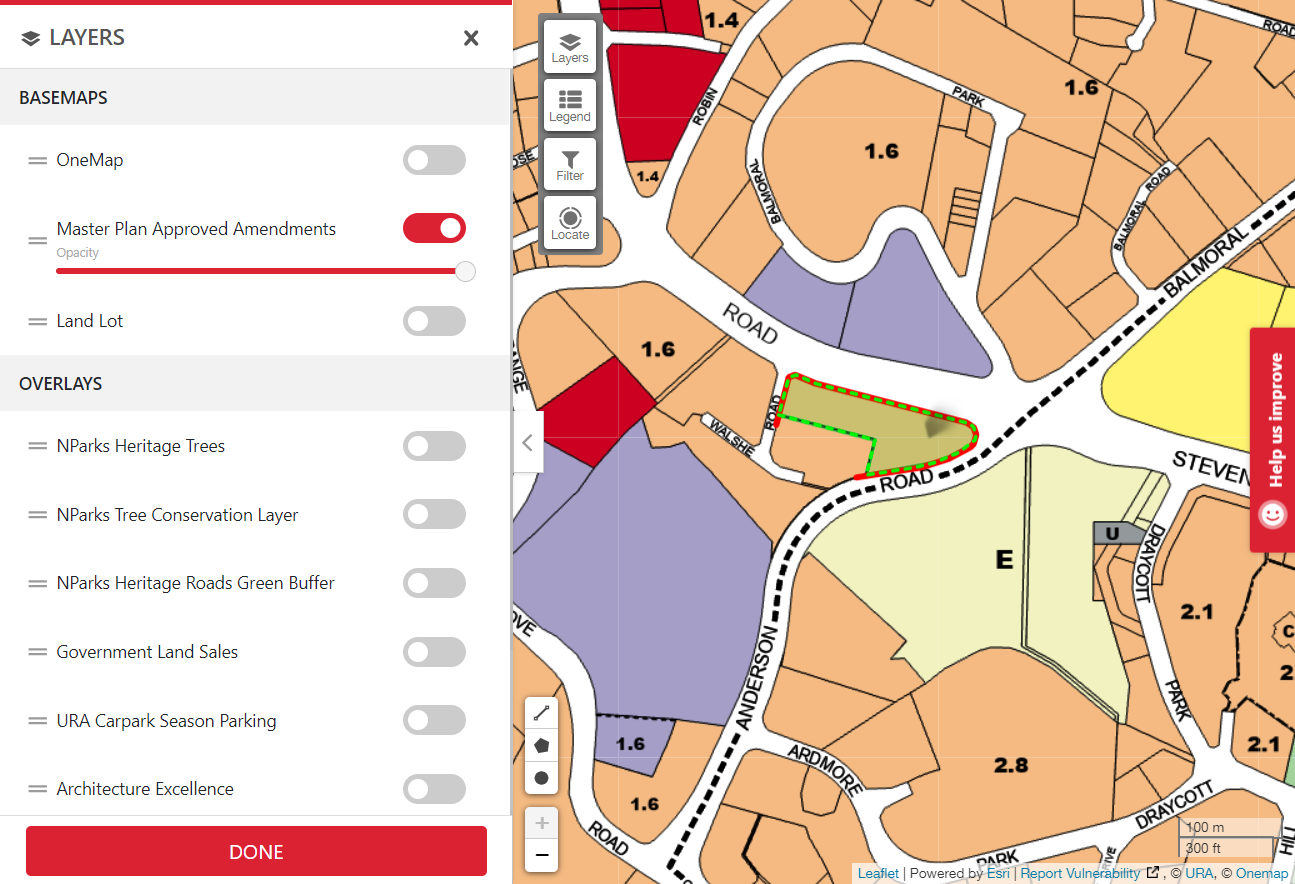 LAYERS
BASEMAPS
OneMap
Master Plan Approved Amendments
Opacity
Land Lot
OVERLAYS
NParks Heritage Trees
NParks Tree Conservation Layer
NParks Heritage Roads Green Buffer
Government Land Sales
URA Carpark Season Parking
Architecture Excellence
DONE
Layers
Legend
Filter
Locate
1.4
ROAD
ROBIN
PARK
1.6
1.6
1.4
BALMORAL
BALMORAL
ROAD
BALMORAL
ROAD
1.6
ROAD
WALSHE
ROAD
STEVEN
Help us improve
E
U
DRAYCOTT
2.1
C
2
ANDERSON
PARK
1.6
2.1
ARDMORE
2.8
1.6
DRAYCOTT
ROAD
PARK
100 m
300 ft
Leaflet | Powered by Esri | Report Vulnerability , © URA, © Onemap